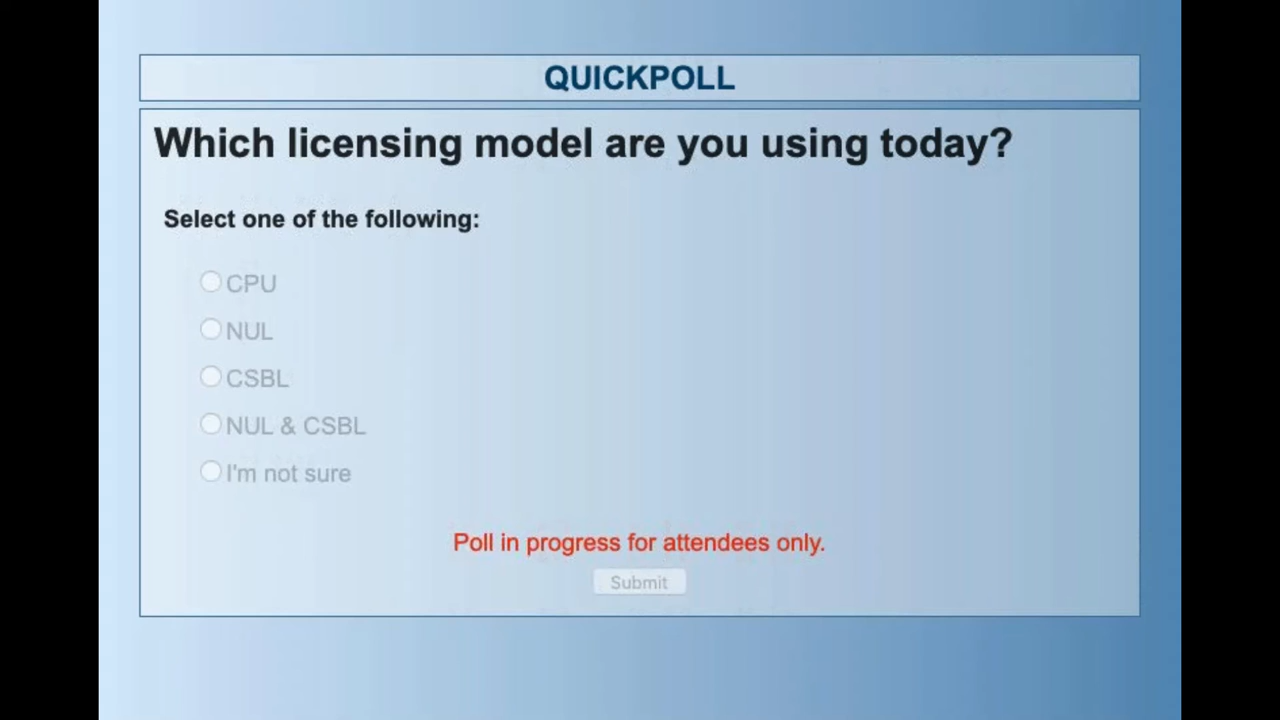 QUICKPOLL
Which licensing model are you using today?
Select one of the following:
CPU
NUL
CSBL
NUL & CSBL
I'm not sure
Poll in progress for attendees only.
Submit